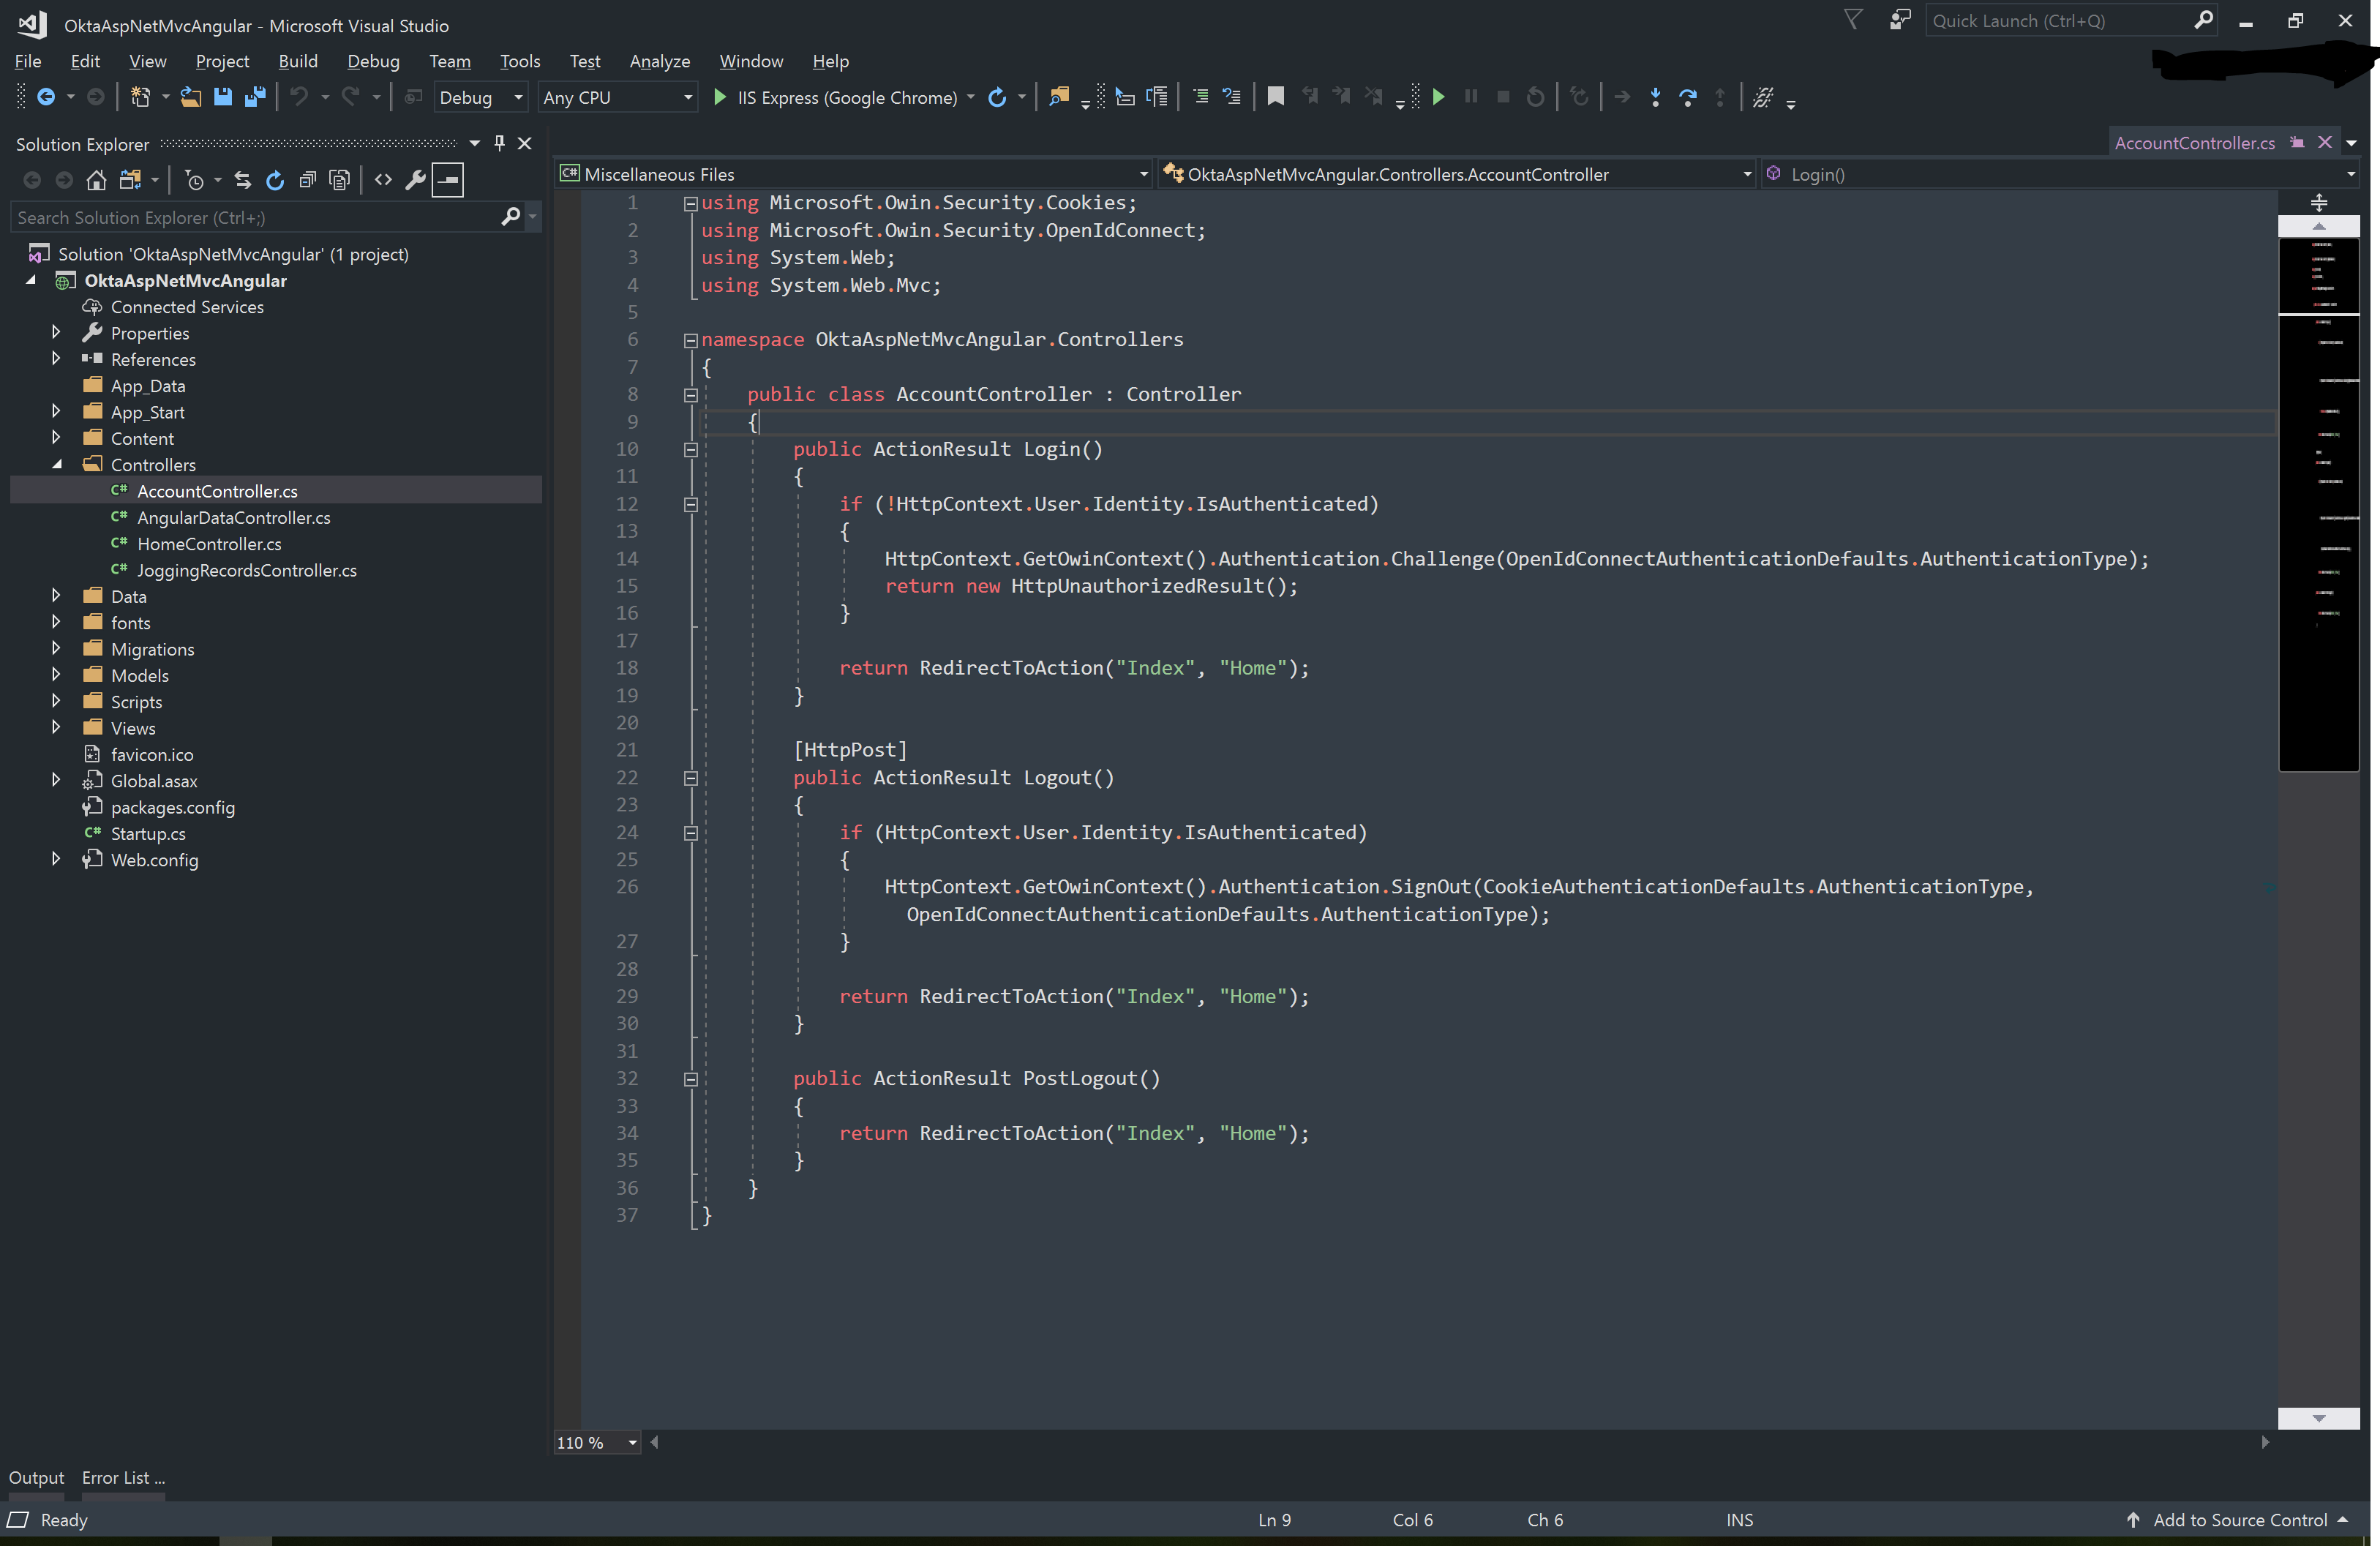 OktaAspNetMvcAngular - Microsoft Visual Studio
Quick Launch (Ctrl+Q)
File Edit View Project Build Debug Team Tools Test Analyze Window Help
Debug Any CPU IIS Express (Google Chrome)
Solution Explorer
Search Solution Explorer (Ctrl+;)
Solution 'OktaAspNetMvcAngular' (1 project)
OktaAspNetMvcAngular
Connected Services
Properties
References
App_Data
App_Start
Content
Controllers
C# AccountController.cs
C# AngularDataController.cs
C# HomeController.cs
C# JoggingRecordsController.cs
Data
fonts
Migrations
Models
Scripts
Views
favicon.ico
Global.asax
packages.config
C# Startup.cs
Web.config
AccountController.cs
C# Miscellaneous Files OktaAspNetMvcAngular.Controllers.AccountController Login()
1 using Microsoft.Owin.Security.Cookies;
2 using Microsoft.Owin.Security.OpenIdConnect;
3 using System.Web;
4 using System.Web.Mvc;
5
6 namespace OktaAspNetMvcAngular.Controllers
7 {
8 public class AccountController : Controller
9 {
10 public ActionResult Login()
11 {
12 if (!HttpContext.User.Identity.IsAuthenticated)
13 {
14 HttpContext.GetOwinContext().Authentication.Challenge(OpenIdConnectAuthenticationDefaults.AuthenticationType);
15 return new HttpUnauthorizedResult();
16 }
17
18 return RedirectToAction("Index", "Home");
19 }
20
21 [HttpPost]
22 public ActionResult Logout()
23 {
24 if (HttpContext.User.Identity.IsAuthenticated)
25 {
26 HttpContext.GetOwinContext().Authentication.SignOut(CookieAuthenticationDefaults.AuthenticationType,
OpenIdConnectAuthenticationDefaults.AuthenticationType);
27 }
28
29 return RedirectToAction("Index", "Home");
30 }
31
32 public ActionResult PostLogout()
33 {
34 return RedirectToAction("Index", "Home");
35 }
36 }
37 }
110 %
Output Error List ...
Ready Ln 9 Col 6 Ch 6 INS Add to Source Control